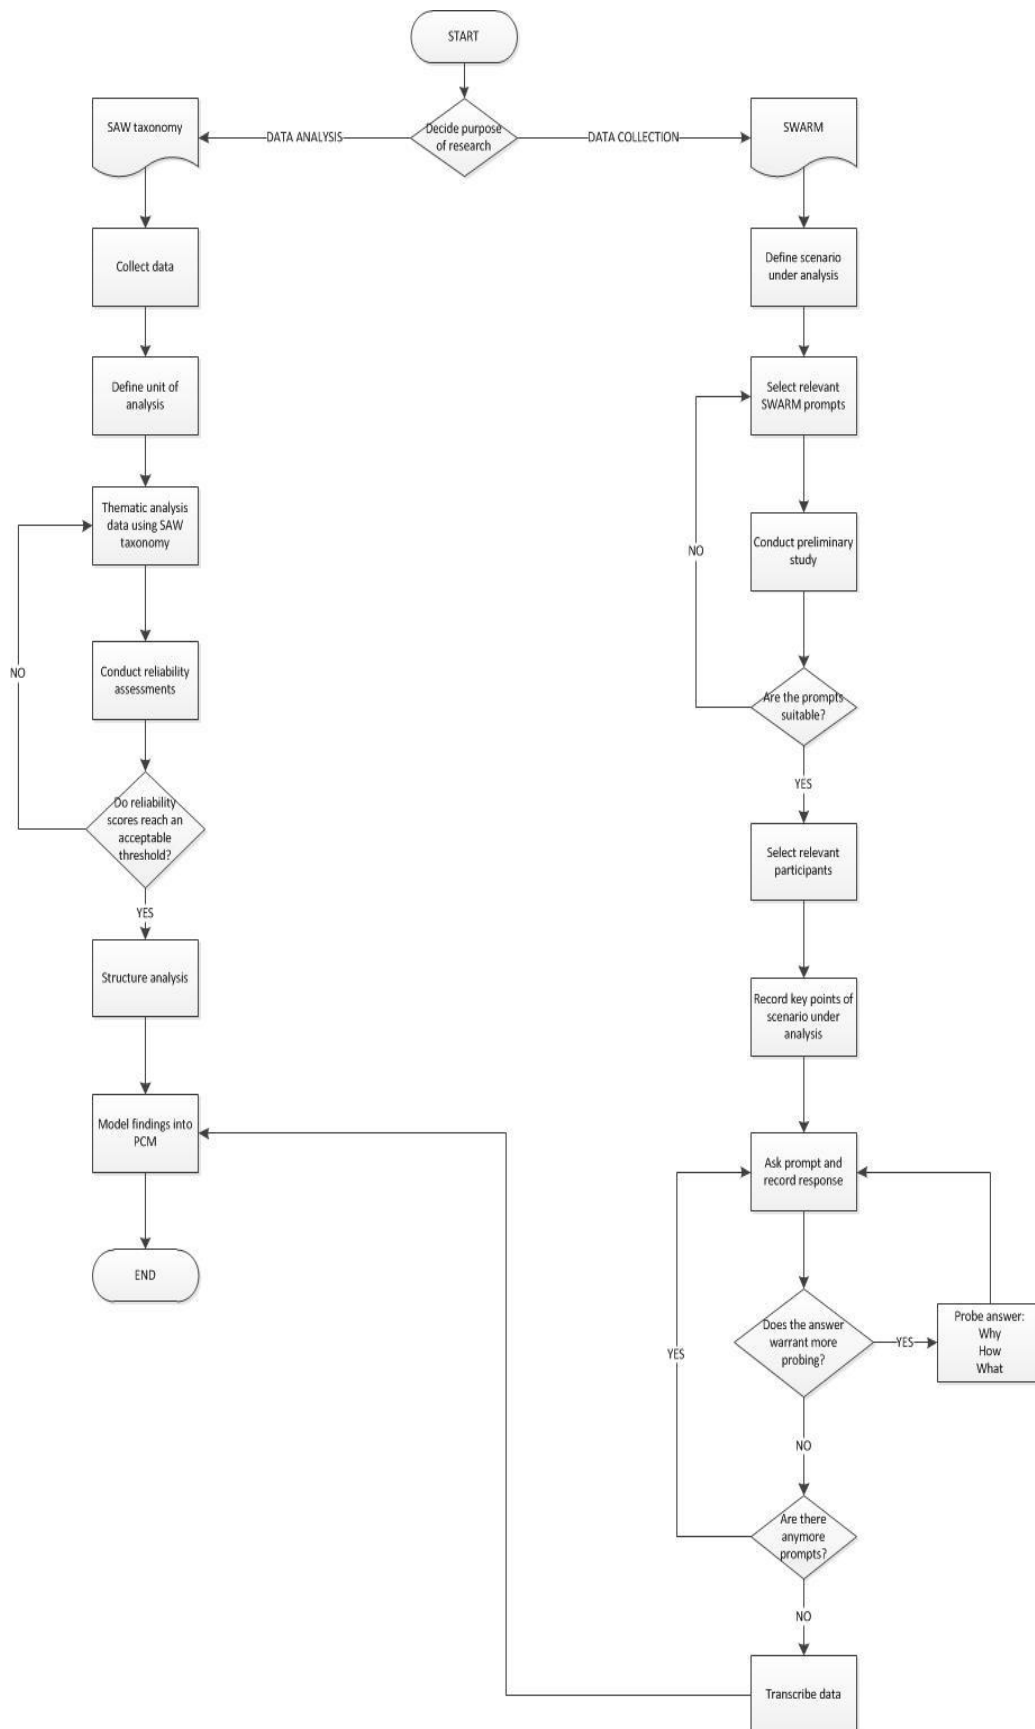 START
SAW taxonomy
DATA ANALYSIS
Decide purpose
of research
DATA COLLECTION
SWARM
Collect data
Define scenario
under analysis
Define unit of
analysis
Select relevant
SWARM prompts
Thematic analysis
data using SAW
taxonomy
NO
Conduct preliminary
study
NO
Conduct reliability
assessments
Are the prompts
suitable?
YES
Do reliability
scores reach an
acceptable
threshold?
YES
Select relevant
participants
Structure analysis
Record key points of
scenario under
analysis
Model findings into
PCM
Ask prompt and
record response
END
Does the answer
warrant more
probing?
YES
Probe answer:
Why
How
What
YES
NO
Are there
anymore
prompts?
NO
Transcribe data